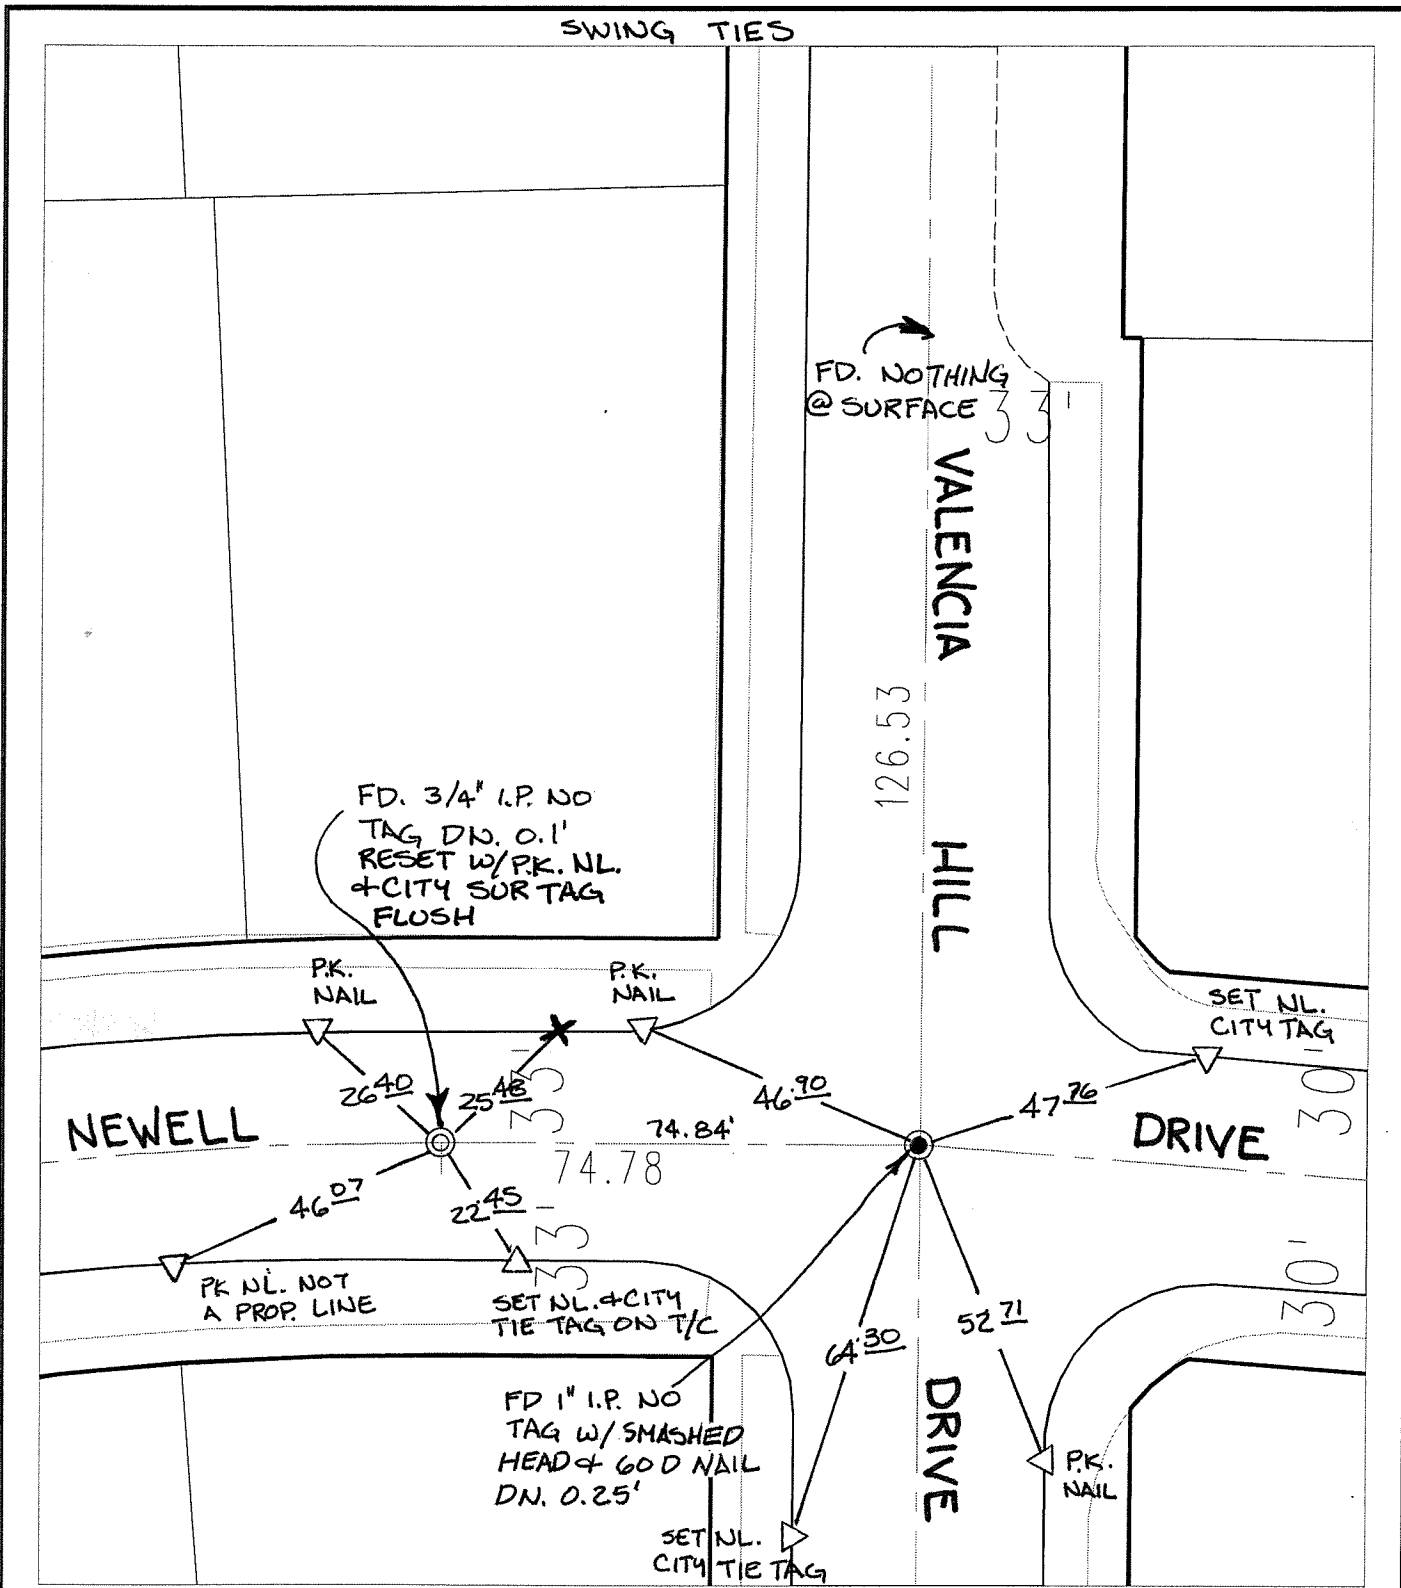 SWING TIES
FD. NOTHING
@ SURFACE
33'
VALENCIA
126.53
HILL
FD. 3/4" I.P. NO
TAG DN. 0.1'
RESET W/P.K. NL.
& CITY SUR TAG
FLUSH
P.K.
NAIL
P.K.
NAIL
SET NL.
CITY TAG
26.40
25.48
33'
46.90
47.76
30'
NEWELL
74.84'
DRIVE
74.78
46.07
22.45
33'
30'
PK NL. NOT
A PROP. LINE
SET NL. & CITY
TIE TAG ON T/C
64.30
52.71
FD 1" I.P. NO
TAG W/ SMASHED
HEAD & 60 D NAIL
DN. 0.25'
DRIVE
P.K.
NAIL
SET NL.
CITY TIE TAG